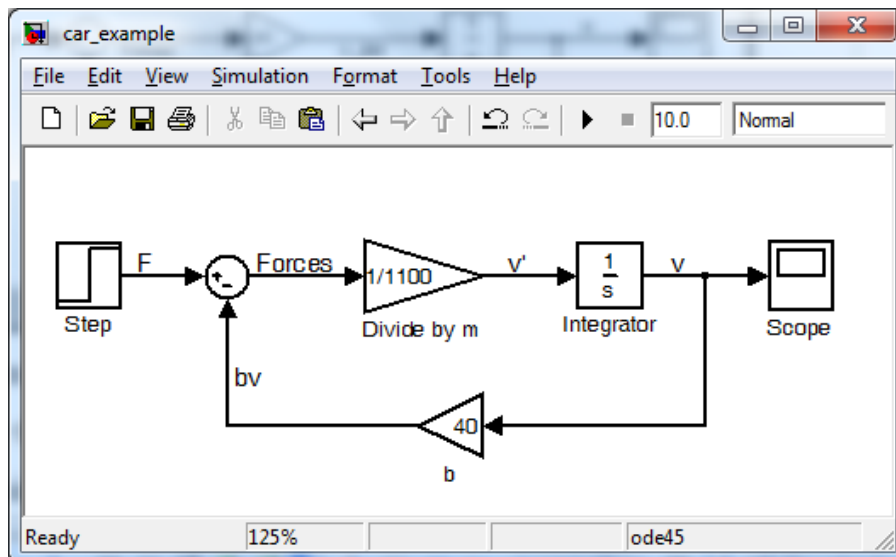 car_example
File Edit View Simulation Format Tools Help
10.0 Normal
F Forces 1/1100 v' 1 v
+
-
s
Step Divide by m Integrator Scope
bv
40
b
Ready 125% ode45